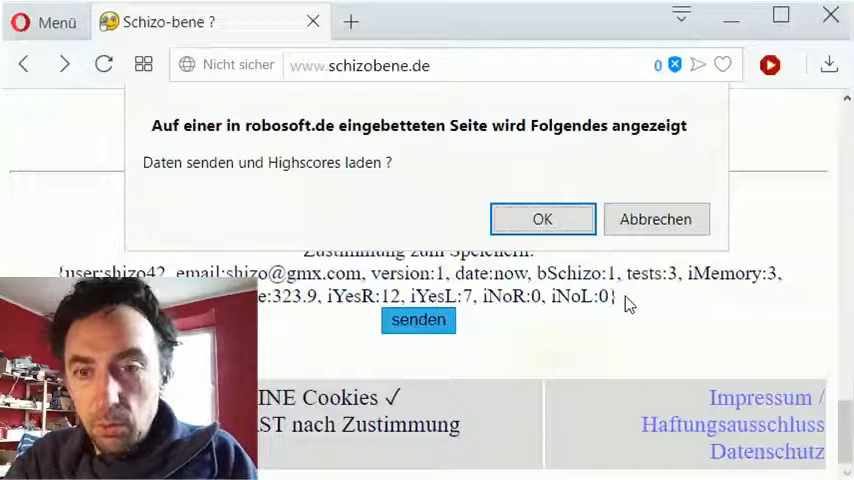 Menü
Schizo-bene ?
Nicht sicher
www.schizobene.de
0
Auf einer in robosoft.de eingebetteten Seite wird Folgendes angezeigt
Daten senden und Highscores laden ?
OK
Abbrechen
Zustimmung zum Speichern:
{user:shizo42, email:shizo@gmx.com, version:1, date:now, bSchizo:1, tests:3, iMemory:3,
e:323.9, iYesR:12, iYesL:7, iNoR:0, iNoL:0}
senden
INE Cookies ✓
ST nach Zustimmung
Impressum /
Haftungsausschluss
Datenschutz